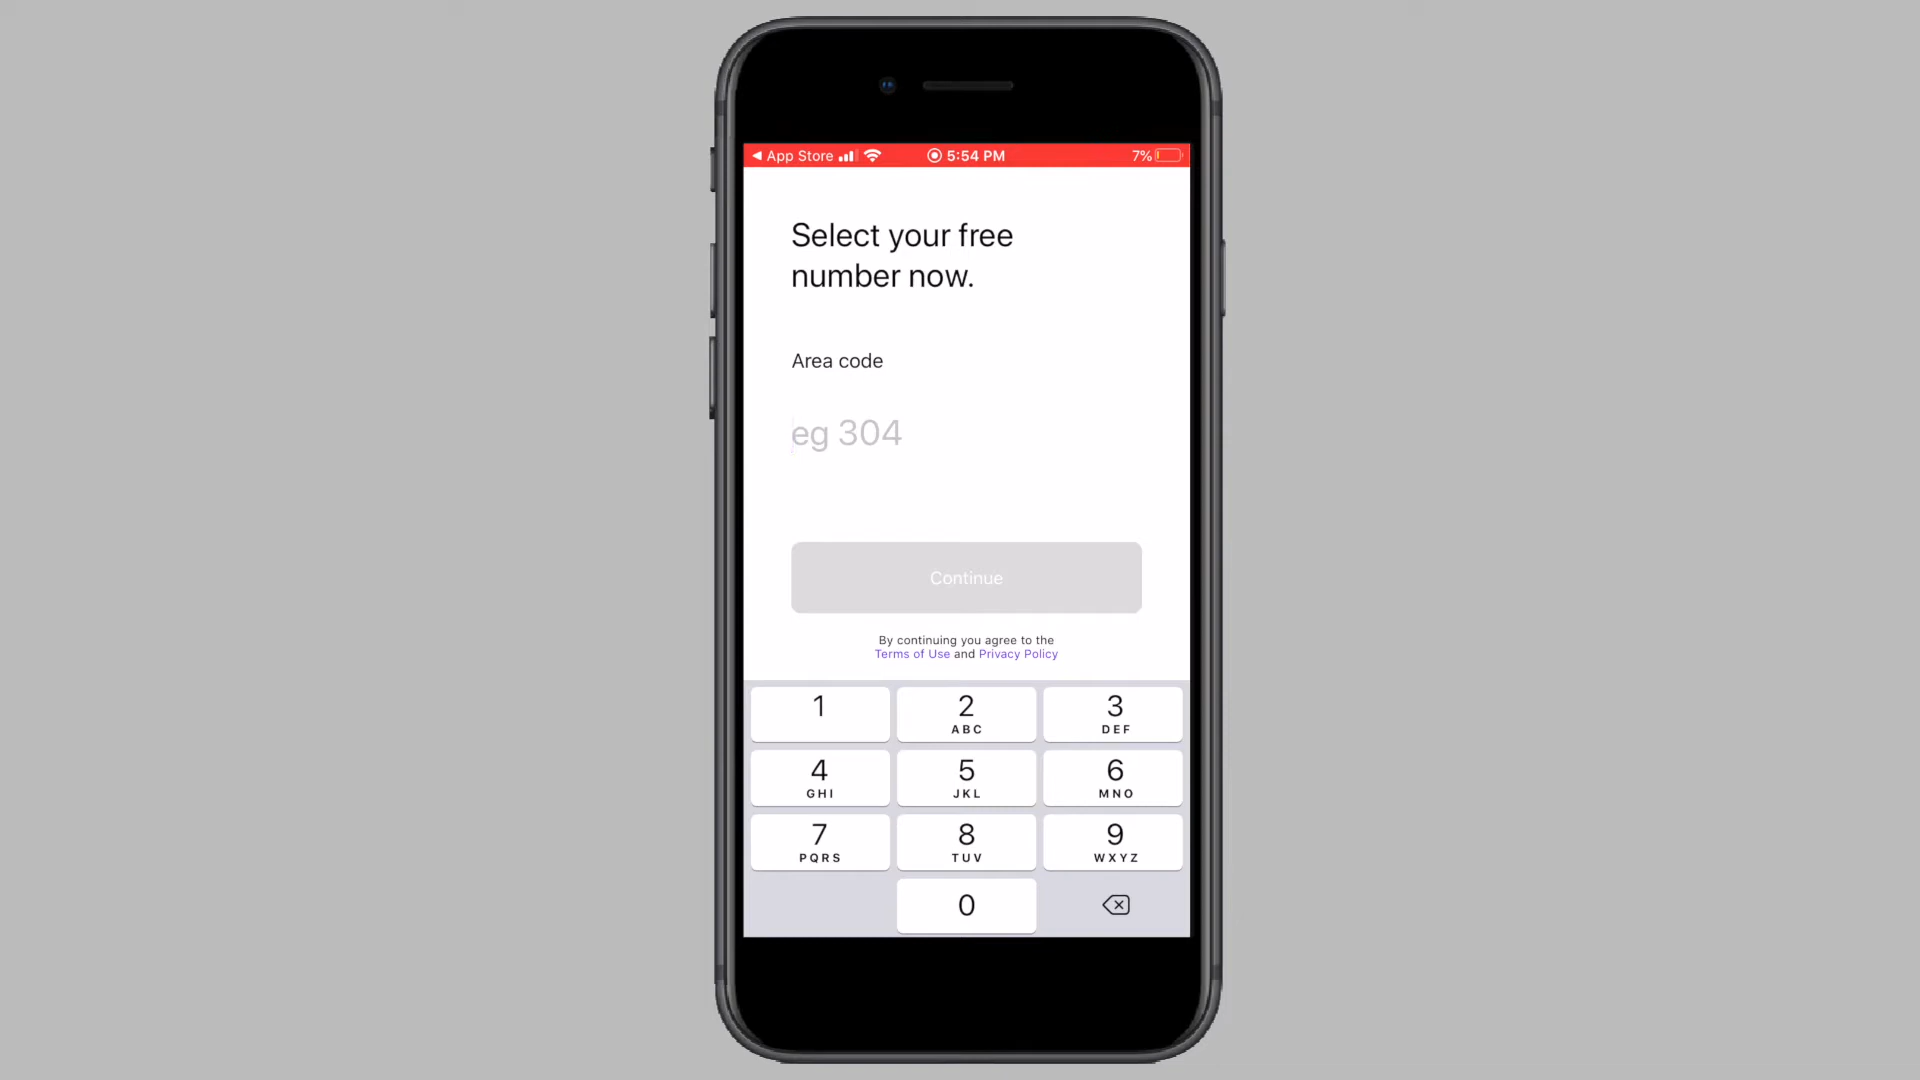 ◀ App Store 5:54 PM 7%
Select your free
number now.
Area code
eg 304
Continue
By continuing you agree to the
Terms of Use and Privacy Policy
1 2 3
ABC DEF
4 5 6
GHI JKL MNO
7 8 9
PQRS TUV WXYZ
0